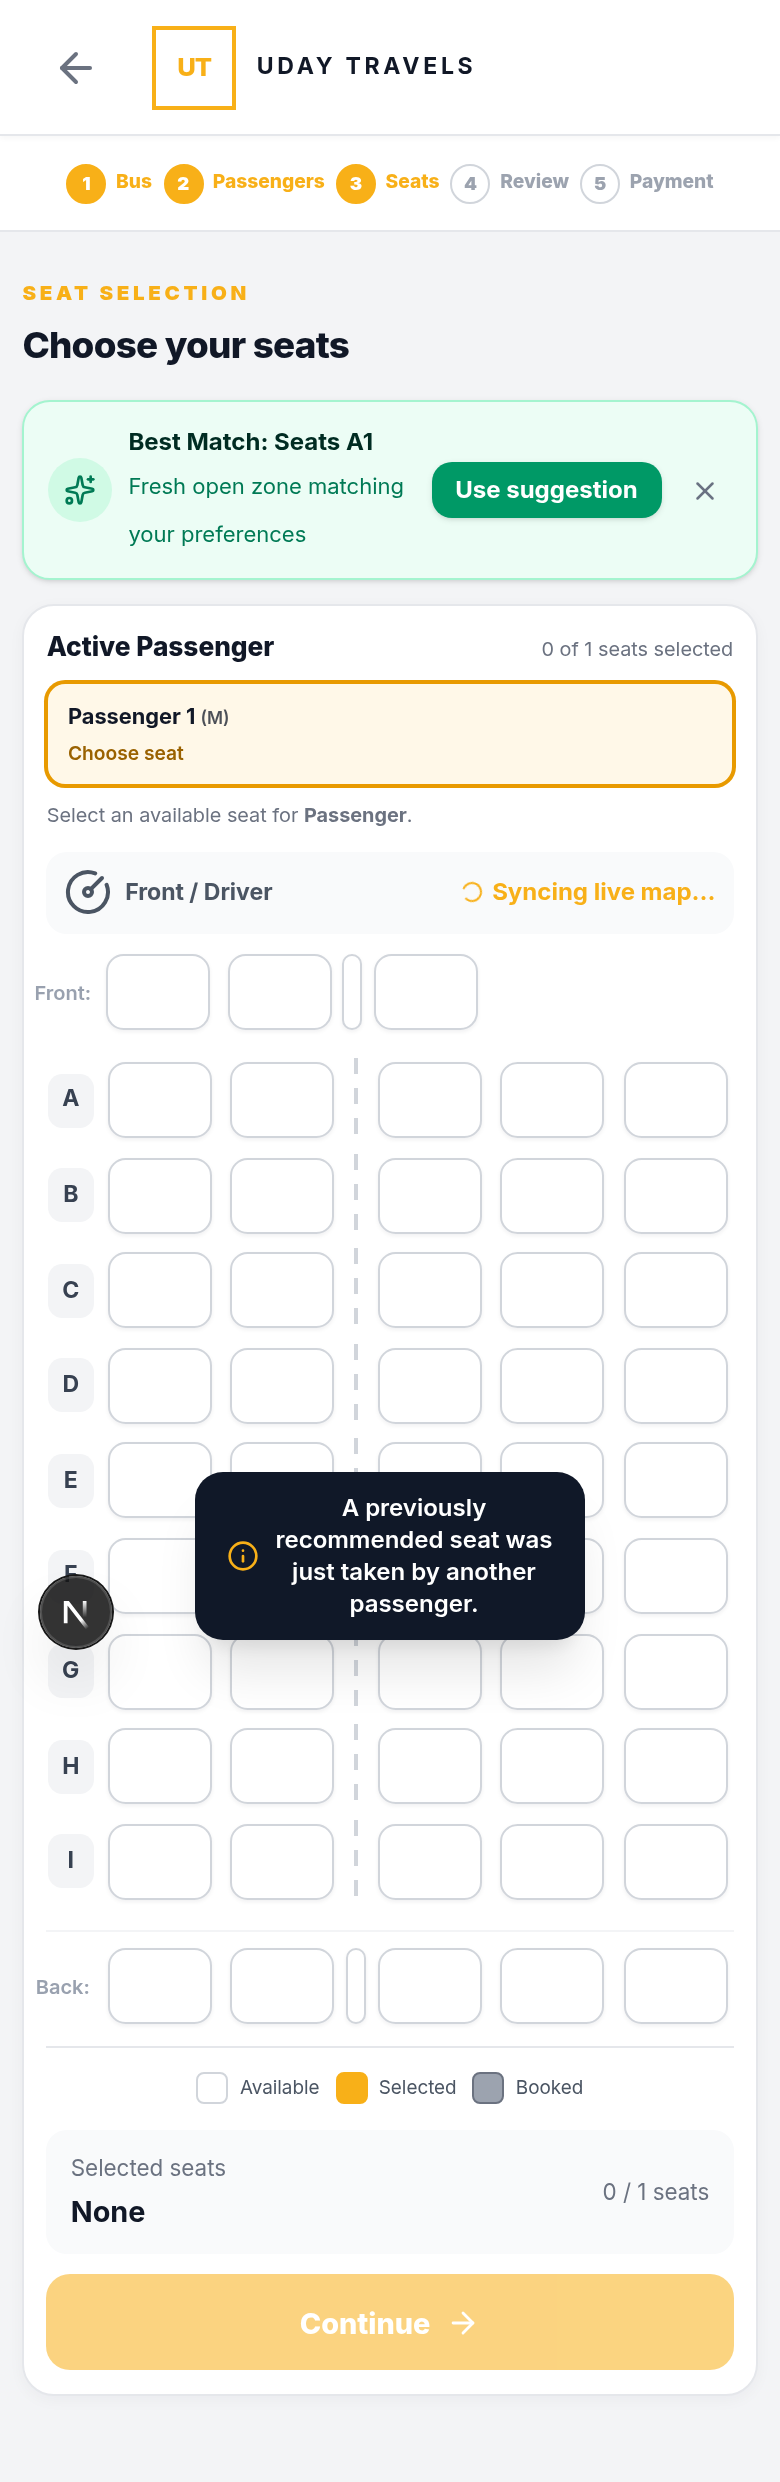 UT UDAY TRAVELS
1 Bus 2 Passengers 3 Seats 4 Review 5 Payment
SEAT SELECTION
Choose your seats
Best Match: Seats A1
Fresh open zone matching
your preferences
Use suggestion
Active Passenger
0 of 1 seats selected
Passenger 1 (M)
Choose seat
Select an available seat for Passenger.
Front / Driver
Syncing live map...
Front:
A
B
C
D
E
A previously
recommended seat was
just taken by another
passenger.
F
N
G
H
I
Back:
Available Selected Booked
Selected seats
None
0 / 1 seats
Continue